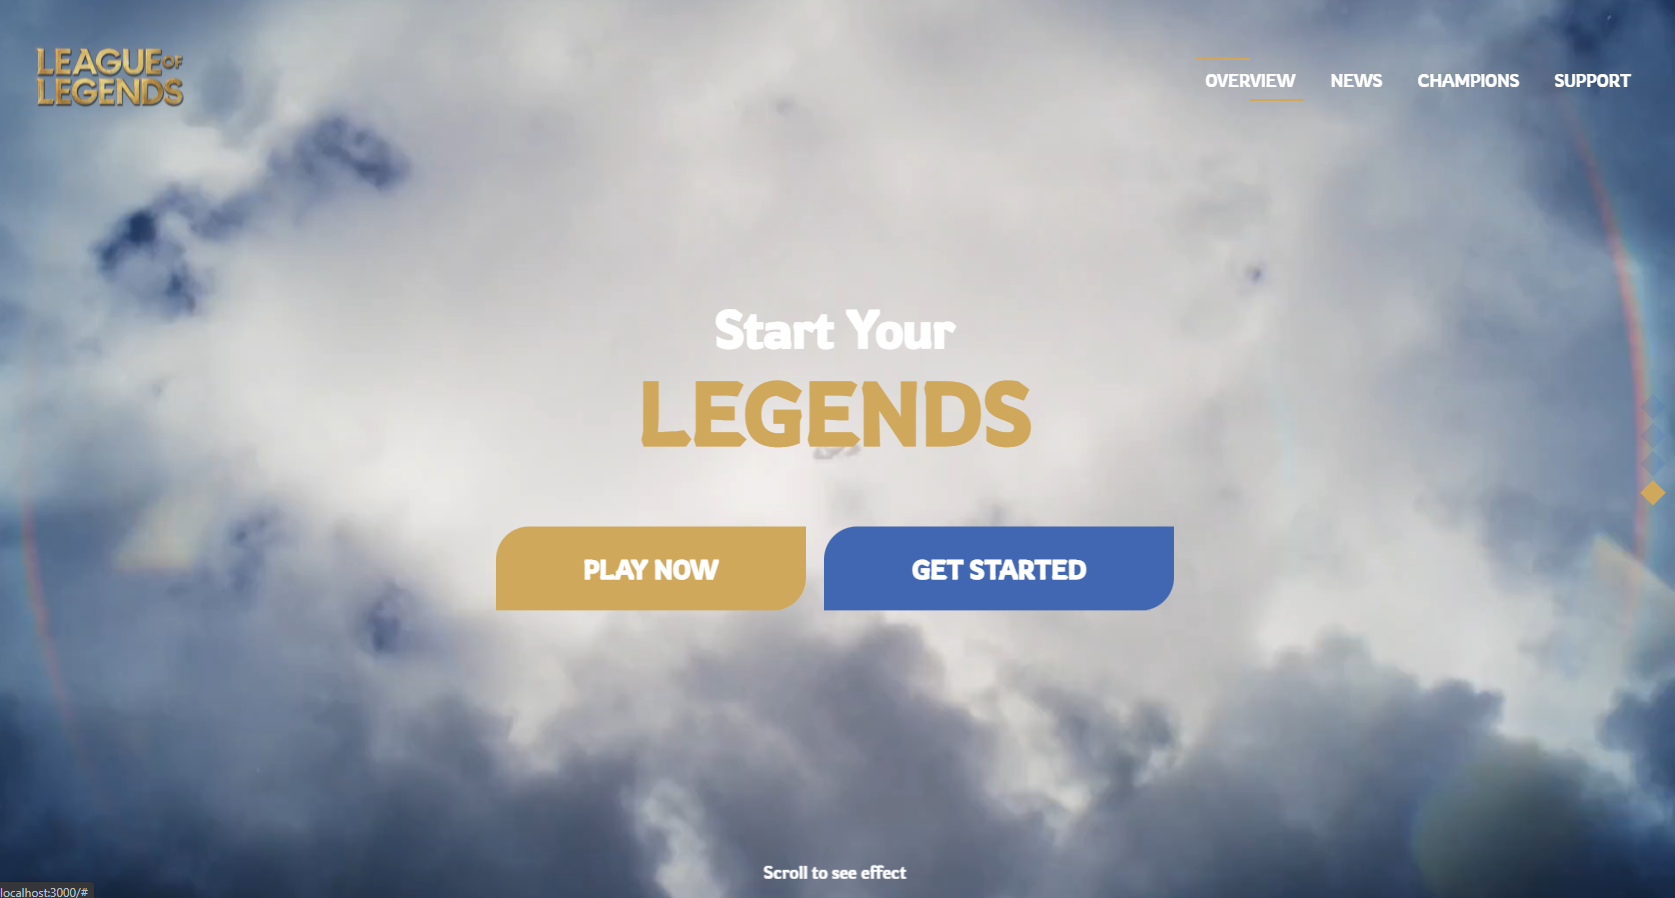 LEAGUE OF
LEGENDS
OVERVIEW NEWS CHAMPIONS SUPPORT
Start Your
LEGENDS
PLAY NOW GET STARTED
Scroll to see effect
localhost:3000/#